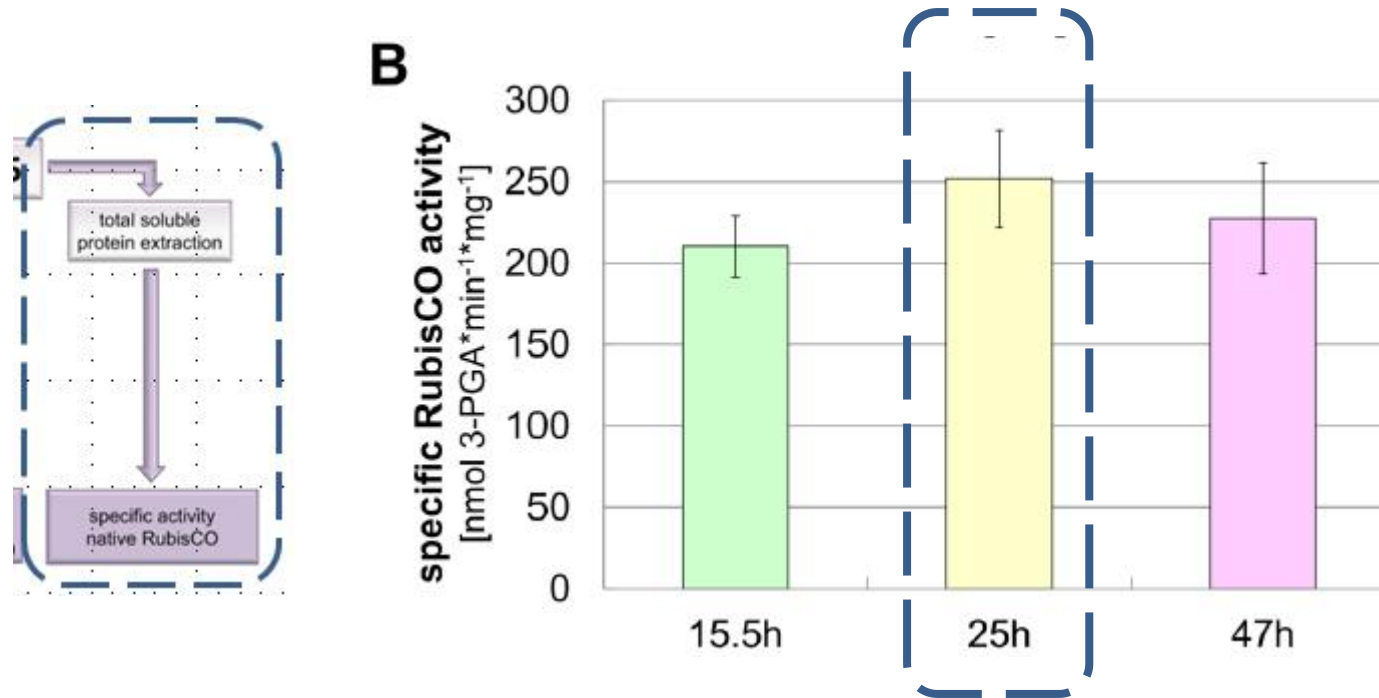 5
total soluble
protein extraction
specific activity
native RubisCO
B
specific RubisCO activity
[nmol 3-PGA*min⁻¹*mg⁻¹]
300
250
200
150
100
50
0
15.5h
25h
47h